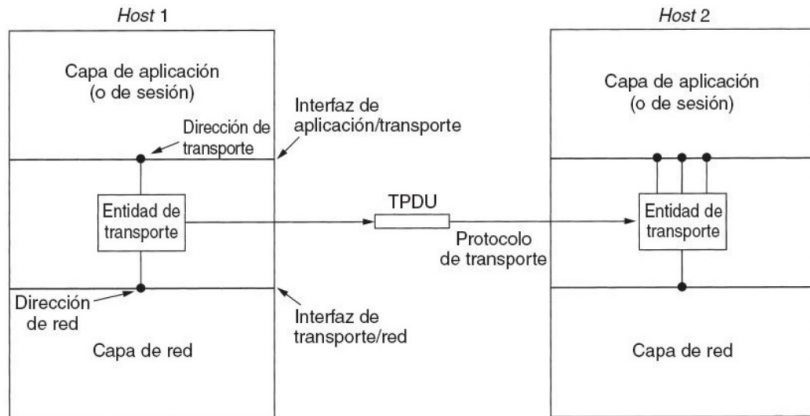 Host 1
Host 2
Capa de aplicación
(o de sesión)
Dirección de
transporte
Interfaz de
aplicación/transporte
Entidad de
transporte
Dirección
de red
Interfaz de
transporte/red
Capa de red
TPDU
Protocolo
de transporte
Capa de aplicación
(o de sesión)
Entidad de
transporte
Capa de red